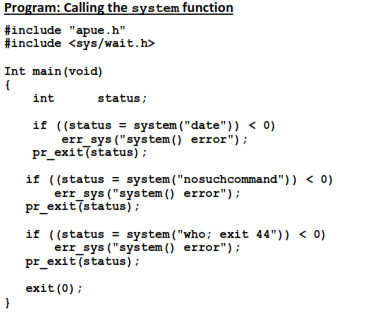 Program: Calling the system function
#include "apue.h"
#include <sys/wait.h>
Int main(void)
{
int status;
if ((status = system("date")) < 0)
err_sys("system() error");
pr_exit(status);
if ((status = system("nosuchcommand")) < 0)
err_sys("system() error");
pr_exit(status);
if ((status = system("who; exit 44")) < 0)
err_sys("system() error");
pr_exit(status);
exit(0);
}